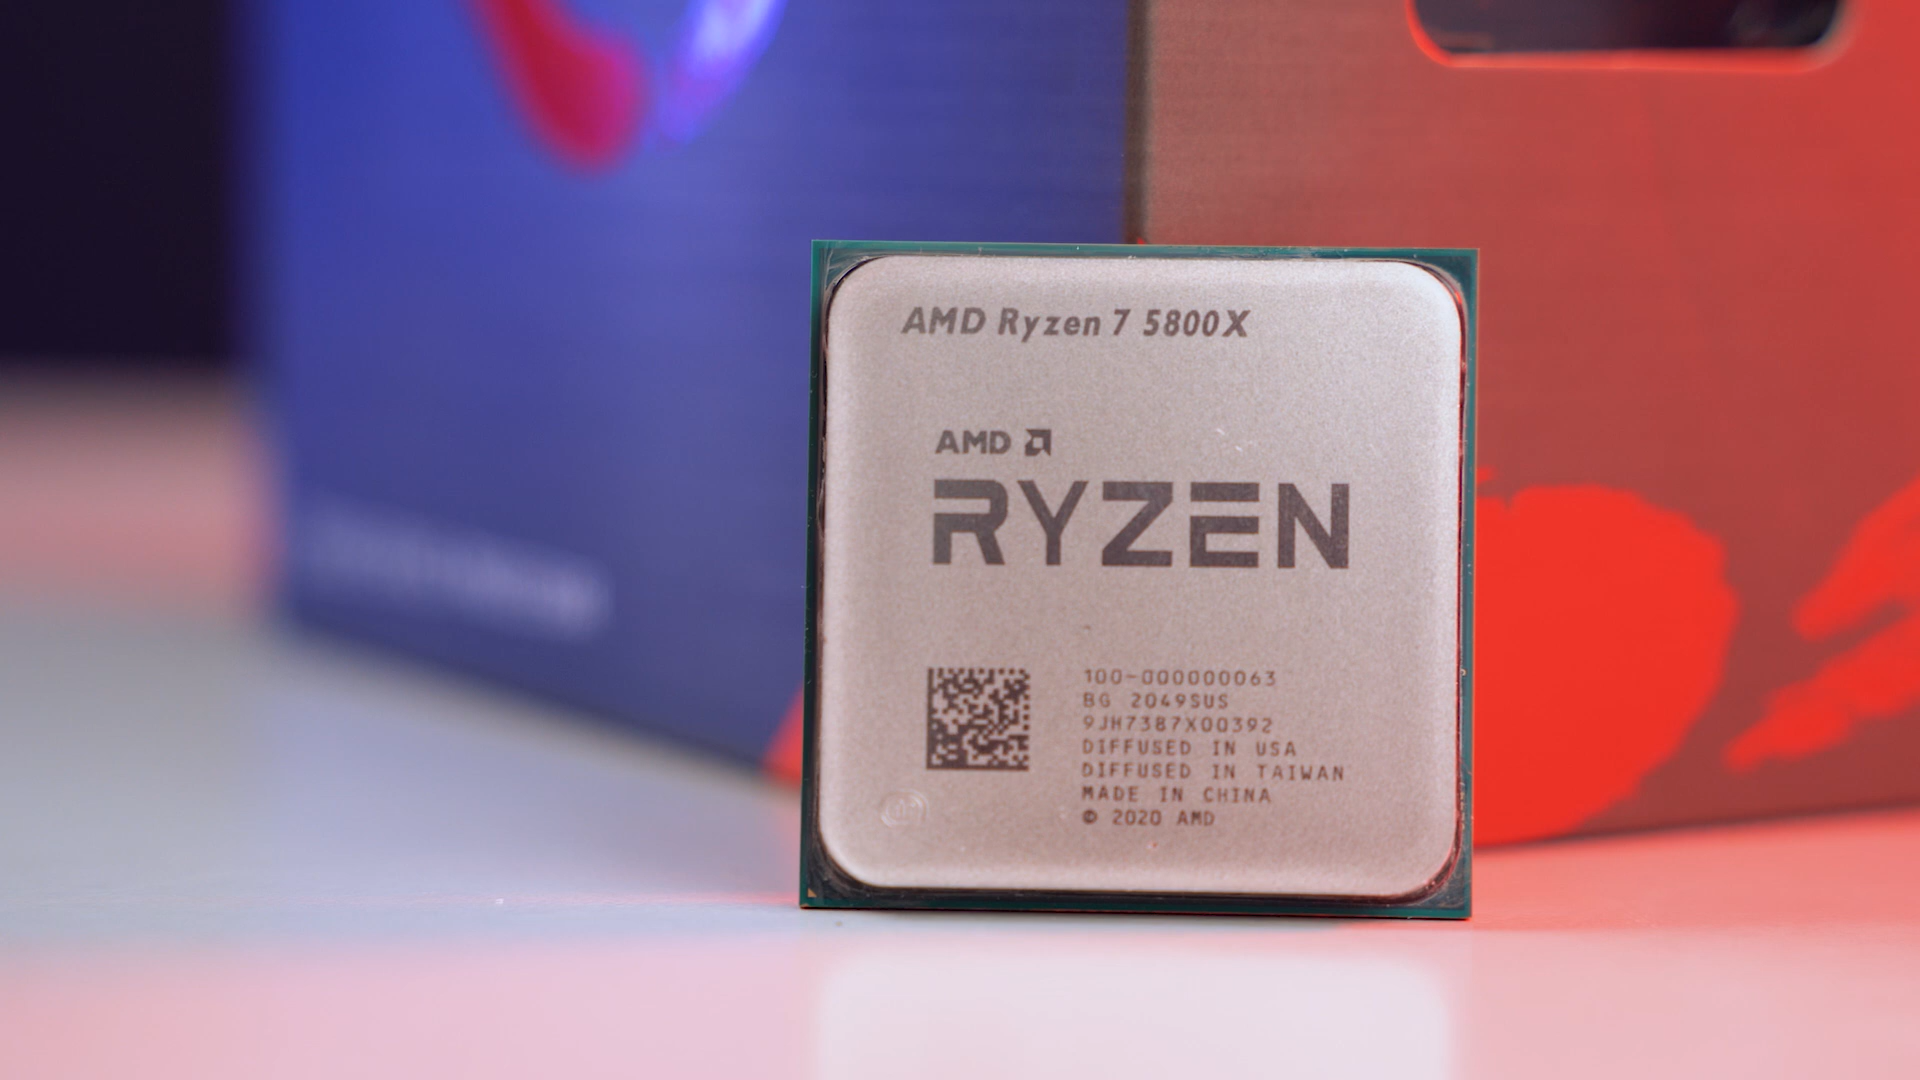 AMD Ryzen 7 5800X
AMD
RYZEN
100-000000063
BG 2049SUS
9JH7387X00392
DIFFUSED IN USA
DIFFUSED IN TAIWAN
MADE IN CHINA
© 2020 AMD